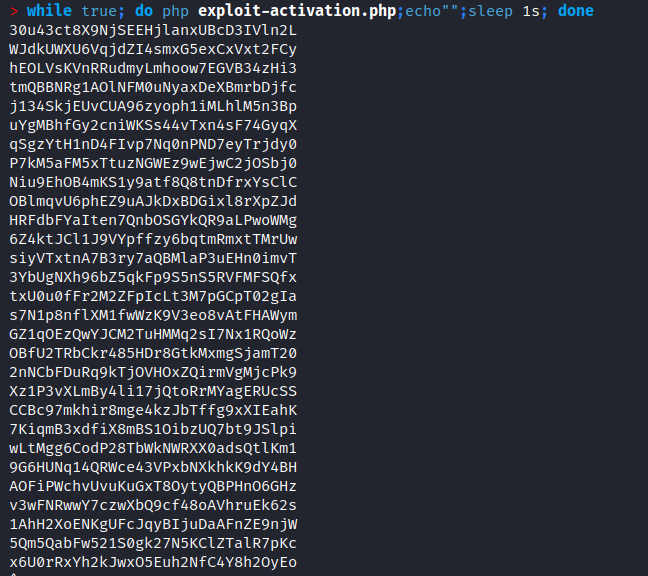 > while true; do php exploit-activation.php;echo"";sleep 1s; done
30u43ct8X9NjSEEHjlanxUBcD3IVln2L
WJdkUWXU6VqjdZI4smxG5exCxVxt2FCy
hEOLVsKVnRRudmyLmhoow7EGVB34zHi3
tmQBBNRg1AOlNFM0uNyaxDeXBmrbDjfc
j134SkjEUvCUA96zyoph1iMLhlM5n3Bp
uYgMBhfGy2cniWKSs44vTxn4sF74GyqX
qSgzYtH1nD4FIvp7Nq0nPND7eyTrjdy0
P7kM5aFM5xTtuzNGWEz9wEjwC2jOSbj0
Niu9EhOB4mKS1y9atf8Q8tnDfrxYsClC
OBlmqvU6phEZ9uAJkDxBDGixl8rXpZJd
HRFdbFYaIten7QnbOSGYkQR9aLPwoWMg
6Z4ktJCl1J9VYpffzy6bqtmRmxtTMrUw
siyVTxtnA7B3ry7aQBMlaP3uEHn0imvT
3YbUgNXh96bZ5qkFp9S5nS5RVFMFSQfx
txU0u0fFr2M2ZFpIcLt3M7pGCpT02gIa
s7N1p8nflXM1fwWzK9V3eo8vAtFHAWym
GZ1qOEzQwYJCM2TuHMMq2sI7Nx1RQoWz
OBfU2TRbCkr485HDr8GtkMxmgSjamT20
2nNCbFDuRq9kTjOVHOxZQirmVgMjcPk9
Xz1P3vXLmBy4li17jQtoRrMYagERUcSS
CCBc97mkhir8mge4kzJbTffg9xXIEahK
7KiqmB3xdfiX8mBS1OibzUQ7bt9JSlpi
wLtMgg6CodP28TbWkNWRXX0adsQtlKm1
9G6HUNq14QRWce43VPxbNXkhkK9dY4BH
AOFiPWchvUvuKuGxT8OytyQBPHnO6GHz
v3wFNRwwY7czwXbQ9cf48oAVhruEk62s
1AhH2XoENKgUFcJqyBIjuDaAFnZE9njW
5Qm5QabFw521S0gk27N5KClZTalR7pKc
x6U0rRxYh2kJwxO5Euh2NfC4Y8h2OyEo